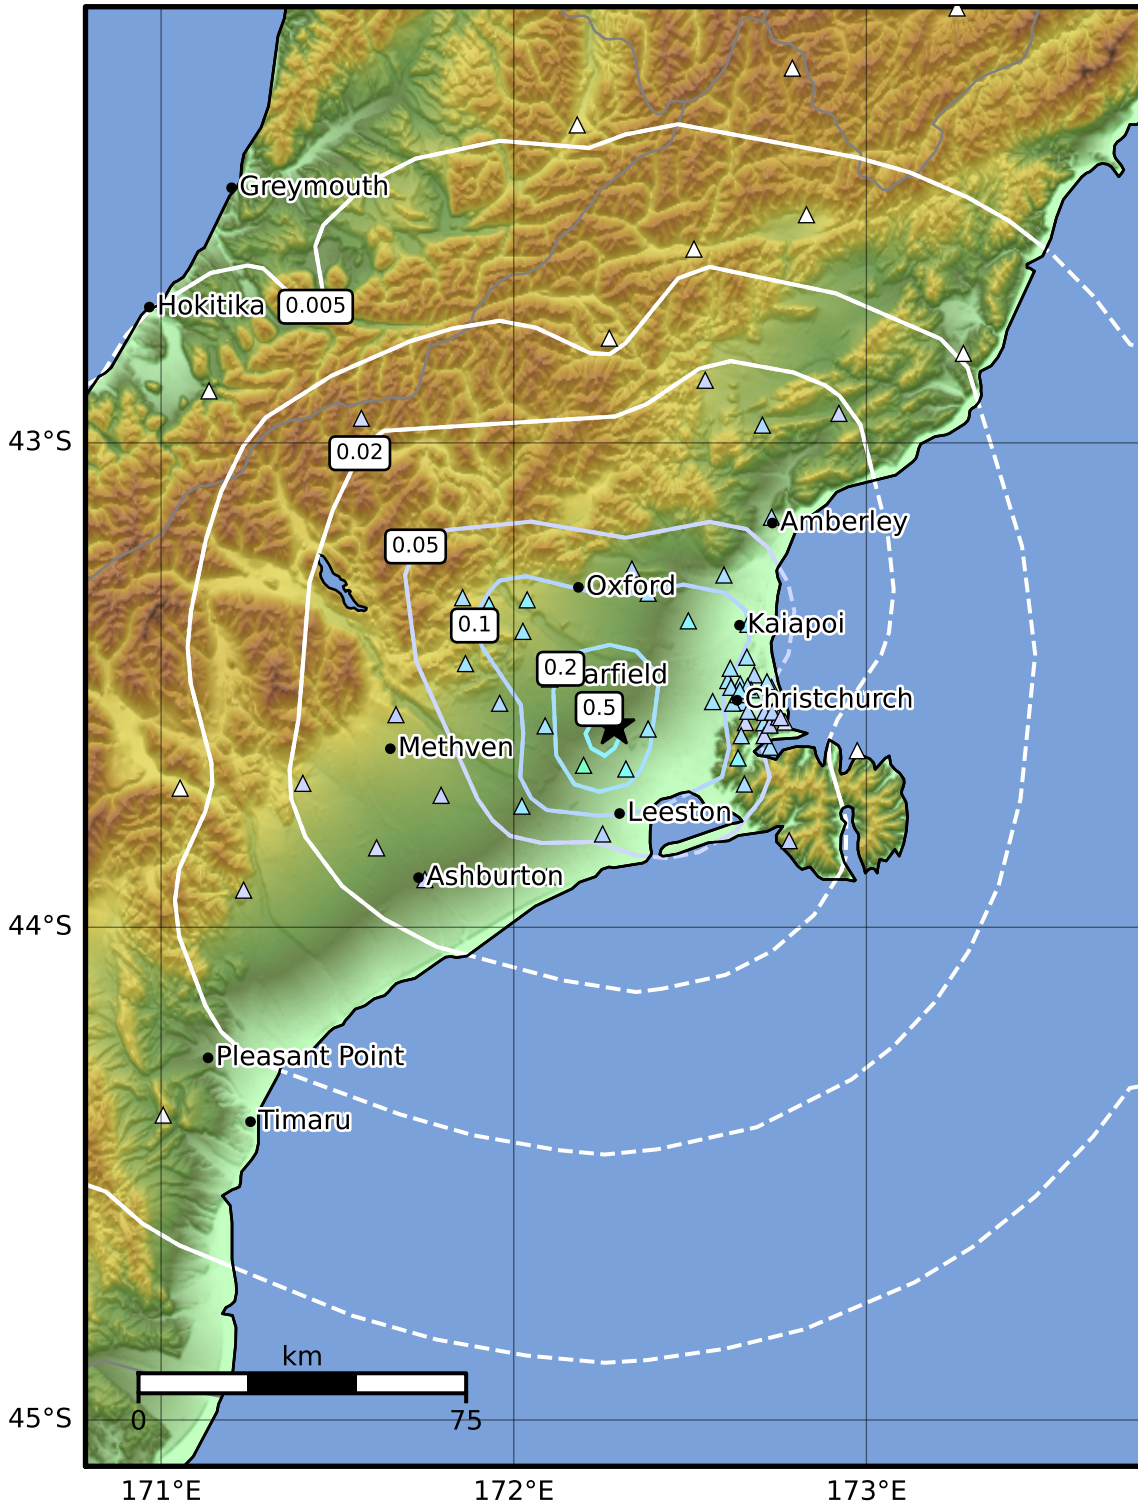 Greymouth
Hokitika
0.005
43°S
0.02
Amberley
0.05
Oxford
0.1
Kaiapoi
0.2
arfield
0.5
Christchurch
Methven
Leeston
Ashburton
44°S
Pleasant Point
Timaru
km
0
75
45°S
171°E
172°E
173°E